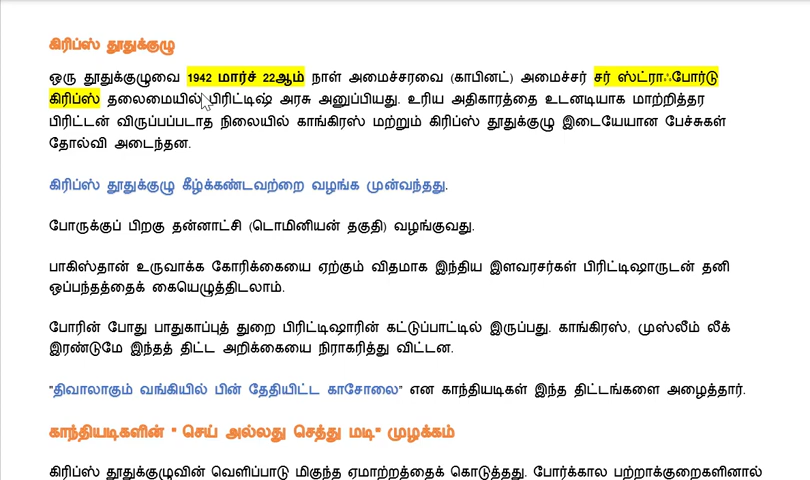 கிரிப்ஸ் தூதுக்குழு
ஒரு தூதுக்குழுவை 1942 மார்ச் 22ஆம் நாள் அமைச்சரவை (காபினட்) அமைச்சர் சர் ஸ்ட்ராஃபோர்டு
கிரிப்ஸ் தலைமையில் பிரிட்டிஷ் அரசு அனுப்பியது. உரிய அதிகாரத்தை உடனடியாக மாற்றித்தர
பிரிட்டன் விருப்பப்படாத நிலையில் காங்கிரஸ் மற்றும் கிரிப்ஸ் தூதுக்குழு இடையேயான பேச்சுகள்
தோல்வி அடைந்தன.
கிரிப்ஸ் தூதுக்குழு கீழ்க்கண்டவற்றை வழங்க முன்வந்தது.
போருக்குப் பிறகு தன்னாட்சி (டொமினியன் தகுதி) வழங்குவது.
பாகிஸ்தான் உருவாக்க கோரிக்கையை ஏற்கும் விதமாக இந்திய இளவரசர்கள் பிரிட்டிஷாருடன் தனி
ஒப்பந்தத்தைக் கையெழுத்திடலாம்.
போரின் போது பாதுகாப்புத் துறை பிரிட்டிஷாரின் கட்டுப்பாட்டில் இருப்பது. காங்கிரஸ், முஸ்லீம் லீக்
இரண்டுமே இந்தத் திட்ட அறிக்கையை நிராகரித்து விட்டன.
"திவாலாகும் வங்கியில் பின் தேதியிட்ட காசோலை" என காந்தியடிகள் இந்த திட்டங்களை அழைத்தார்.
காந்தியடிகளின் " செய் அல்லது செத்து மடி" முழக்கம்
கிரிப்ஸ் தூதுக்குழுவின் வெளிப்பாடு மிகுந்த ஏமாற்றத்தைக் கொடுத்தது. போர்க்கால பற்றாக்குறைகளினால்